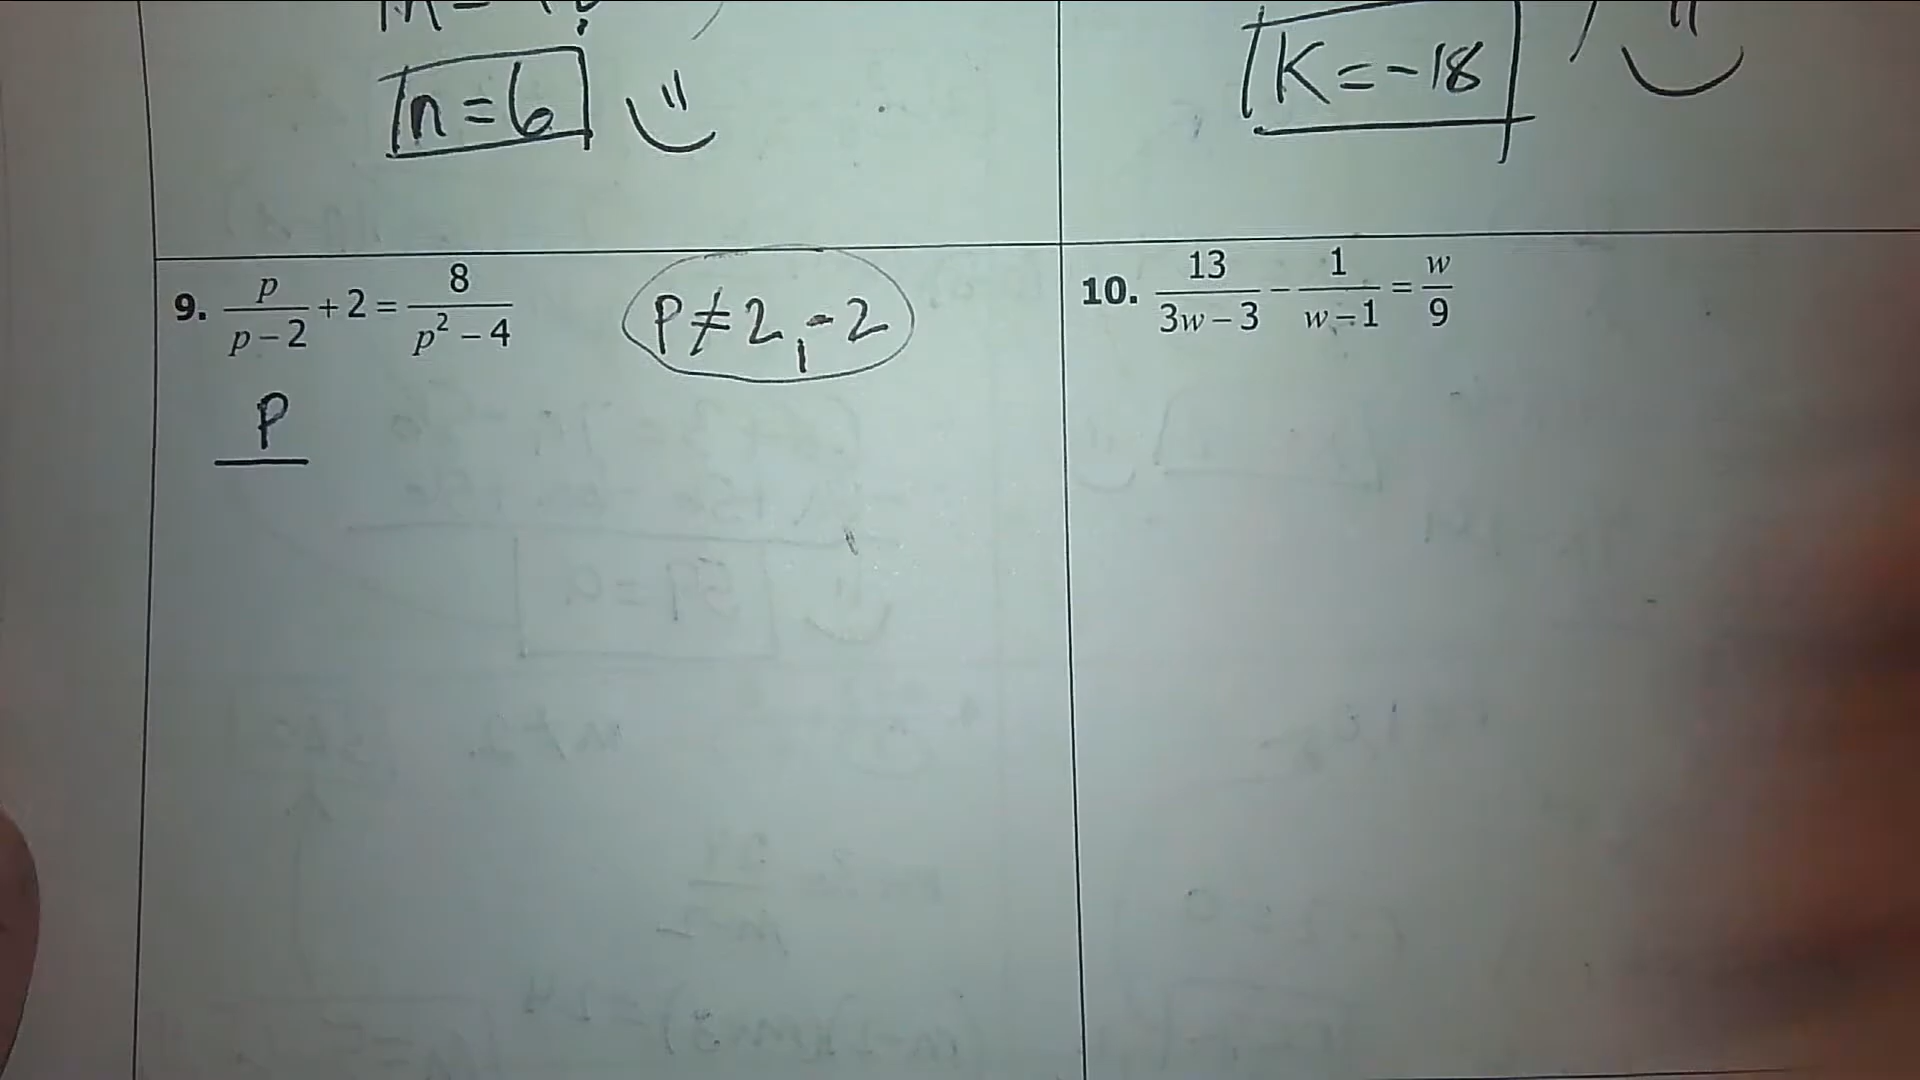 n = 6
K = -18
9. p/(p - 2) + 2 = 8/(p² - 4)
P ≠ 2, -2
P
10. 13/(3w - 3) - 1/(w - 1) = w/9